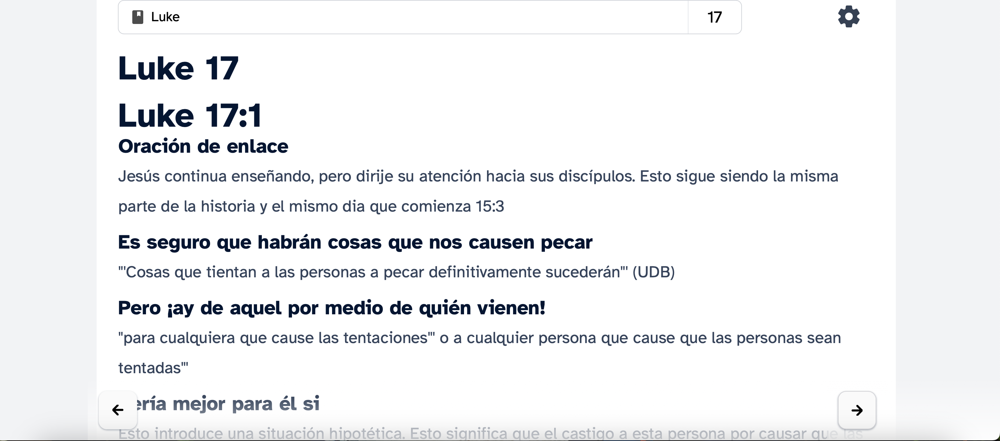 Luke
17
Luke 17
Luke 17:1
Oración de enlace
Jesús continua enseñando, pero dirije su atención hacia sus discípulos. Esto sigue siendo la misma
parte de la historia y el mismo dia que comienza 15:3
Es seguro que habrán cosas que nos causen pecar
"'Cosas que tientan a las personas a pecar definitivamente sucederán"' (UDB)
Pero ¡ay de aquel por medio de quién vienen!
"para cualquiera que cause las tentaciones"' o a cualquier persona que cause que las personas sean
tentadas"'
ería mejor para él si
Esto introduce una situación hipotética. Esto significa que el castigo a esta persona por causar que las